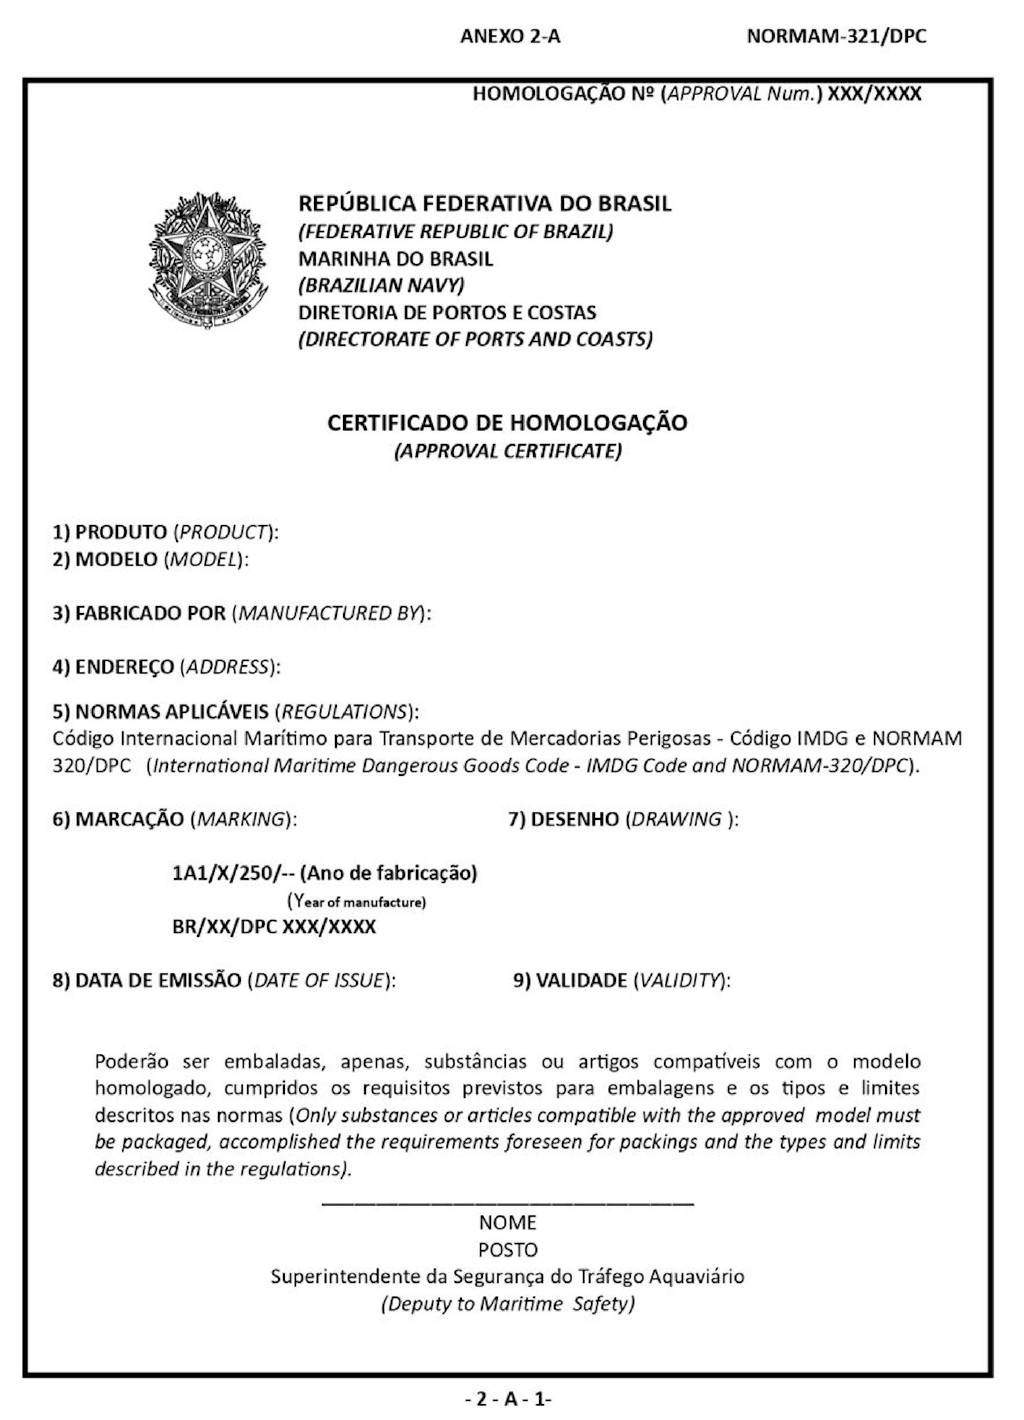 ANEXO 2-A NORMAM-321/DPC
HOMOLOGAÇÃO Nº (APPROVAL Num.) XXX/XXXX
REPÚBLICA FEDERATIVA DO BRASIL
(FEDERATIVE REPUBLIC OF BRAZIL)
MARINHA DO BRASIL
(BRAZILIAN NAVY)
DIRETORIA DE PORTOS E COSTAS
(DIRECTORATE OF PORTS AND COASTS)
CERTIFICADO DE HOMOLOGAÇÃO
(APPROVAL CERTIFICATE)
1) PRODUTO (PRODUCT):
2) MODELO (MODEL):
3) FABRICADO POR (MANUFACTURED BY):
4) ENDEREÇO (ADDRESS):
5) NORMAS APLICÁVEIS (REGULATIONS):
Código Internacional Marítimo para Transporte de Mercadorias Perigosas - Código IMDG e NORMAM
320/DPC (International Maritime Dangerous Goods Code - IMDG Code and NORMAM-320/DPC).
6) MARCAÇÃO (MARKING): 7) DESENHO (DRAWING ):
1A1/X/250/-- (Ano de fabricação)
(Year of manufacture)
BR/XX/DPC XXX/XXXX
8) DATA DE EMISSÃO (DATE OF ISSUE): 9) VALIDADE (VALIDITY):
Poderão ser embaladas, apenas, substâncias ou artigos compatíveis com o modelo
homologado, cumpridos os requisitos previstos para embalagens e os tipos e limites
descritos nas normas (Only substances or articles compatible with the approved model must
be packaged, accomplished the requirements foreseen for packings and the types and limits
described in the regulations).
NOME
POSTO
Superintendente da Segurança do Tráfego Aquaviário
(Deputy to Maritime Safety)
- 2 - A - 1-